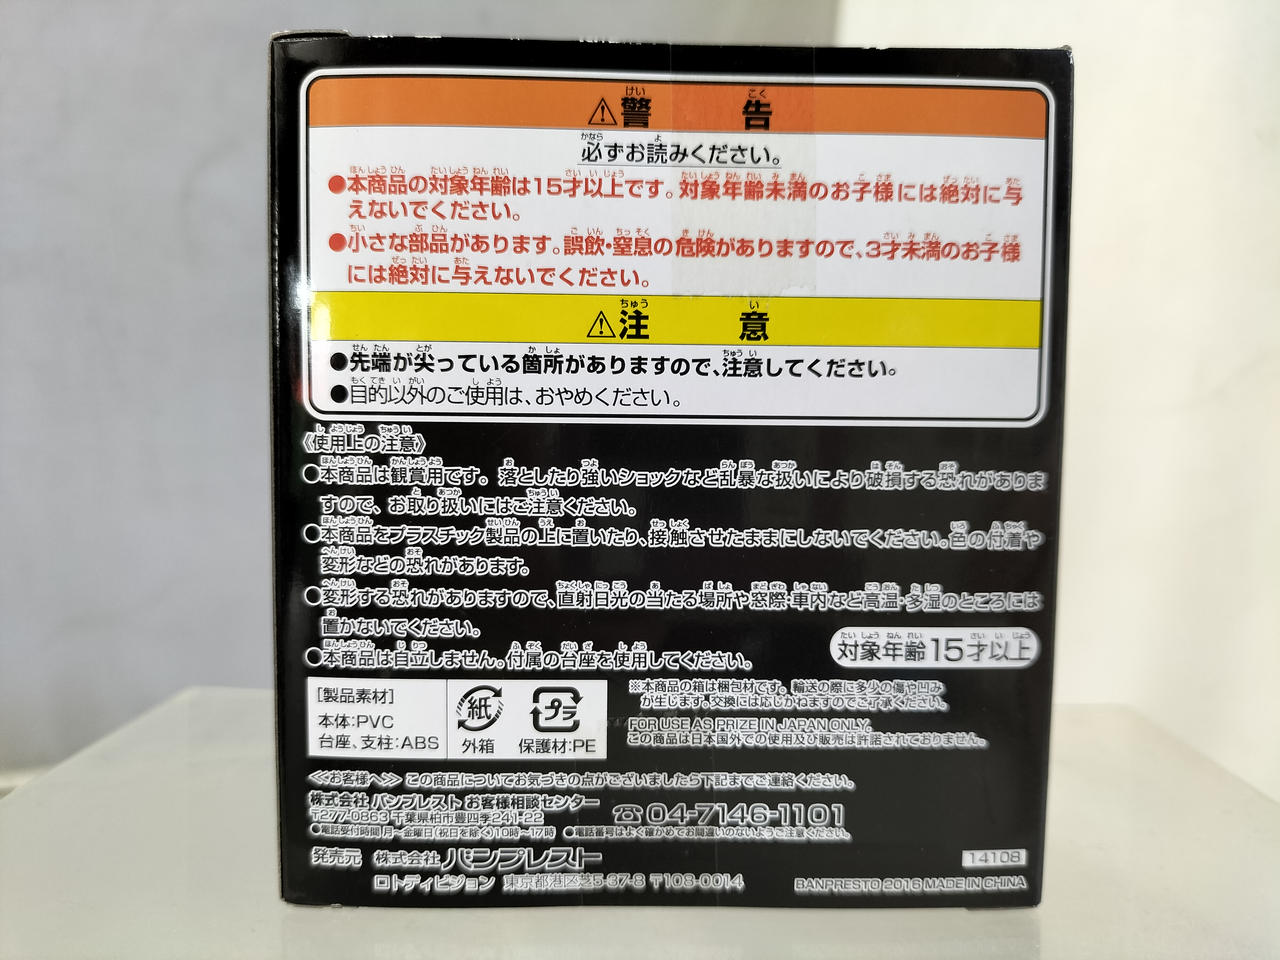 ⚠警告
必ずお読みください。
●本商品の対象年齢は15才以上です。対象年齢未満のお子様には絶対に与
えないでください。
●小さな部品があります。誤飲・窒息の危険がありますので、3才未満のお子様
には絶対に与えないでください。
⚠注意
●先端が尖っている箇所がありますので、注意してください。
●目的以外のご使用は、おやめください。
《使用上の注意》
○本商品は観賞用です。落としたり強いショックなど乱暴な扱いにより破損する恐れがありま
すので、お取り扱いにはご注意ください。
○本商品をプラスチック製品の上に置いたり、接触させたままにしないでください。色の付着や
変形などの恐れがあります。
○変形する恐れがありますので、直射日光の当たる場所や窓際・車内など高温・多湿のところには
置かないでください。
○本商品は自立しません。付属の台座を使用してください。
対象年齢15才以上
[製品素材]
本体:PVC
台座、支柱:ABS
紙
外箱
プラ
保護材:PE
※本商品の箱は梱包材です。輸送の際に多少の傷や凹み
が生じます。交換には応じかねますのでご了承ください。
FOR USE AS PRIZE IN JAPAN ONLY.
この商品は日本国外での使用及び販売は許諾されておりません。
<<お客様へ>> この商品についてお気づきの点がございましたら下記までご連絡ください。
株式会社 バンプレスト お客様相談センター
〒277-0863 千葉県柏市豊四季241-22
☎04-7146-1101
●電話受付時間 月〜金曜日(祝日を除く)10時〜17時 ●電話番号はよく確かめてお間違いのないようご注意ください。
発売元 株式会社 バンプレスト
ロトディビジョン 東京都港区芝5-37-8 〒108-0014
14108
BANPRESTO 2016 MADE IN CHINA